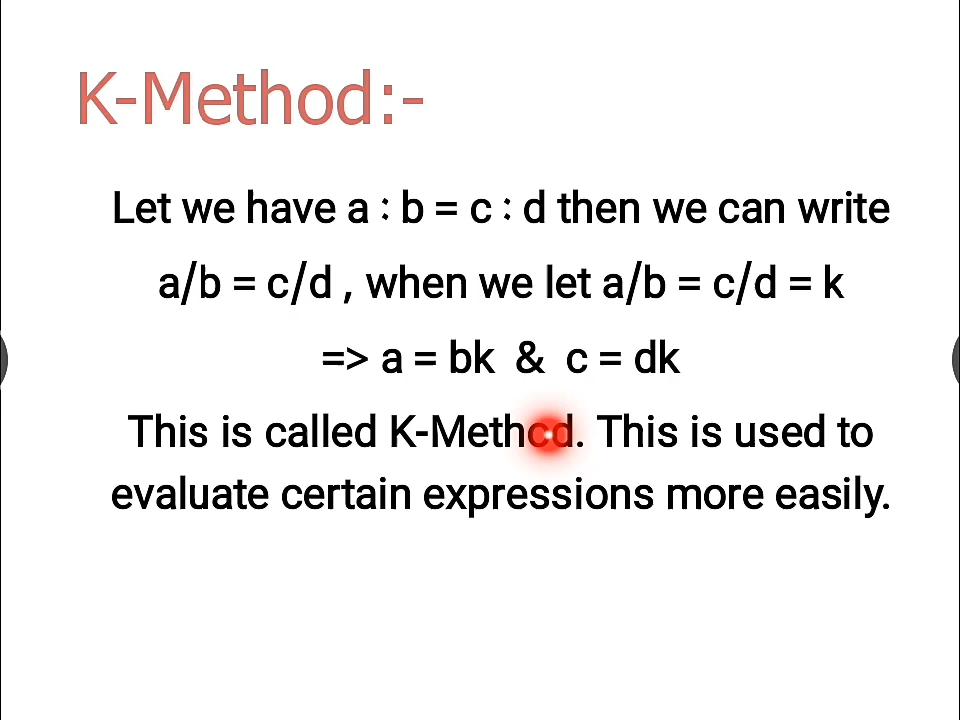 K-Method:-
Let we have a : b = c : d then we can write
a/b = c/d , when we let a/b = c/d = k
=> a = bk & c = dk
This is called K-Method. This is used to
evaluate certain expressions more easily.